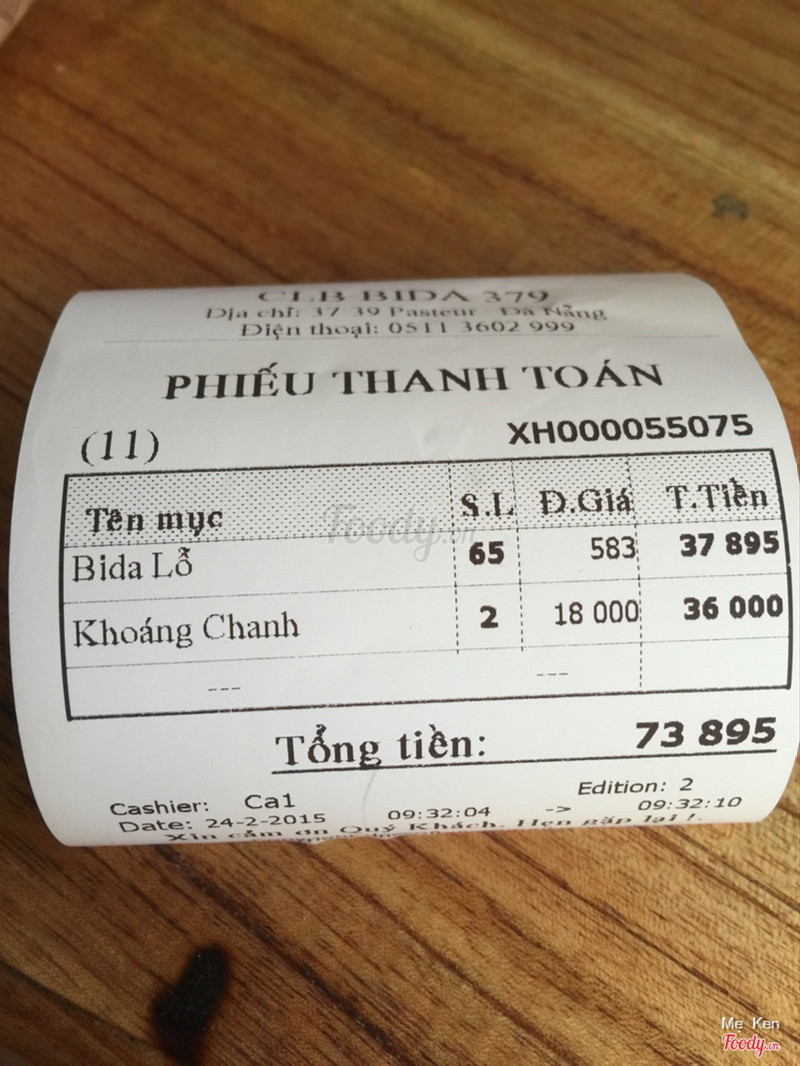 CLB BIDA 379
Địa chỉ: 37-39 Pasteur - Đà Nẵng
Điện thoại: 0511 3602 999
PHIẾU THANH TOÁN
(11) XH000055075
Tên mục S.L Đ.Giá T.Tiền
Bida Lỗ 65 583 37 895
Khoáng Chanh 2 18 000 36 000
--- ---
Tổng tiền: 73 895
Cashier: Ca1 Edition: 2
Date: 24-2-2015 09:32:04 -> 09:32:10
Xin cảm ơn Quý Khách. Hẹn gặp lại !.
Foody.vn
Mẹ Ken
Foody.vn